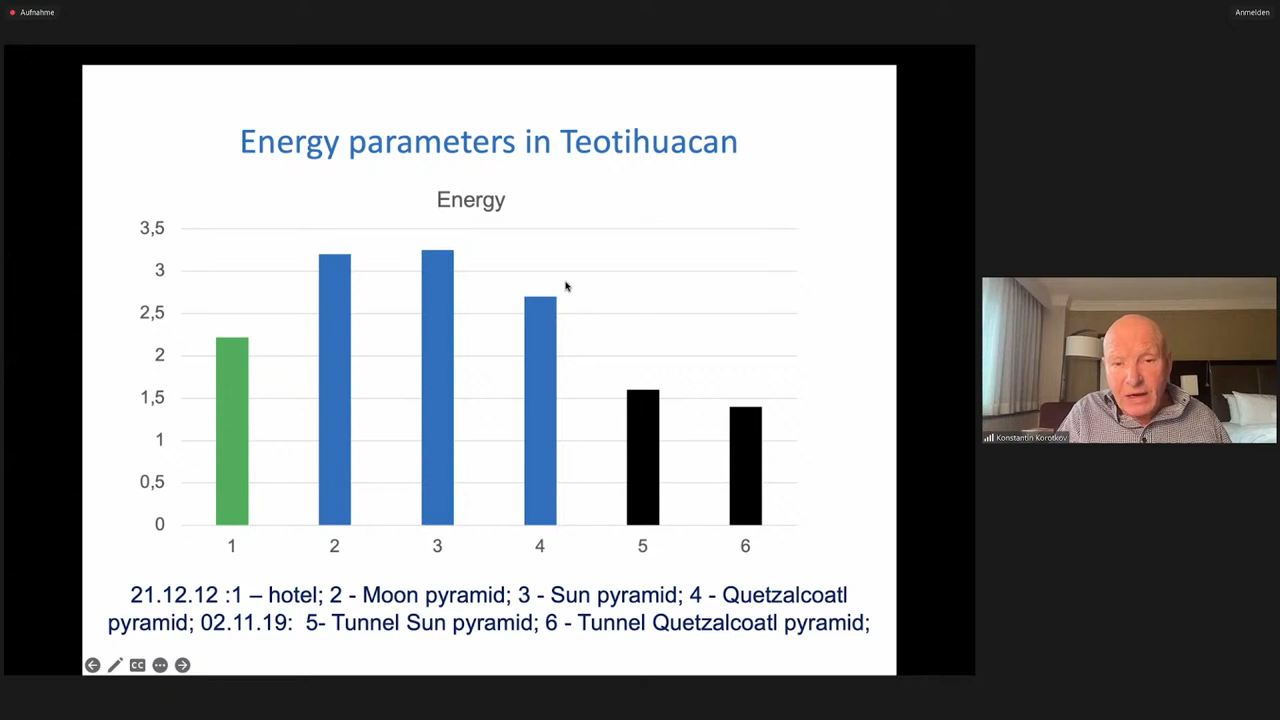 Aufnahme
Anmelden
Energy parameters in Teotihuacan
Energy
3,5
3
2,5
2
1,5
1
0,5
0
1 2 3 4 5 6
21.12.12 :1 – hotel; 2 - Moon pyramid; 3 - Sun pyramid; 4 - Quetzalcoatl
pyramid; 02.11.19:  5- Tunnel Sun pyramid; 6 - Tunnel Quetzalcoatl pyramid;
CC
Konstantin Korotkov